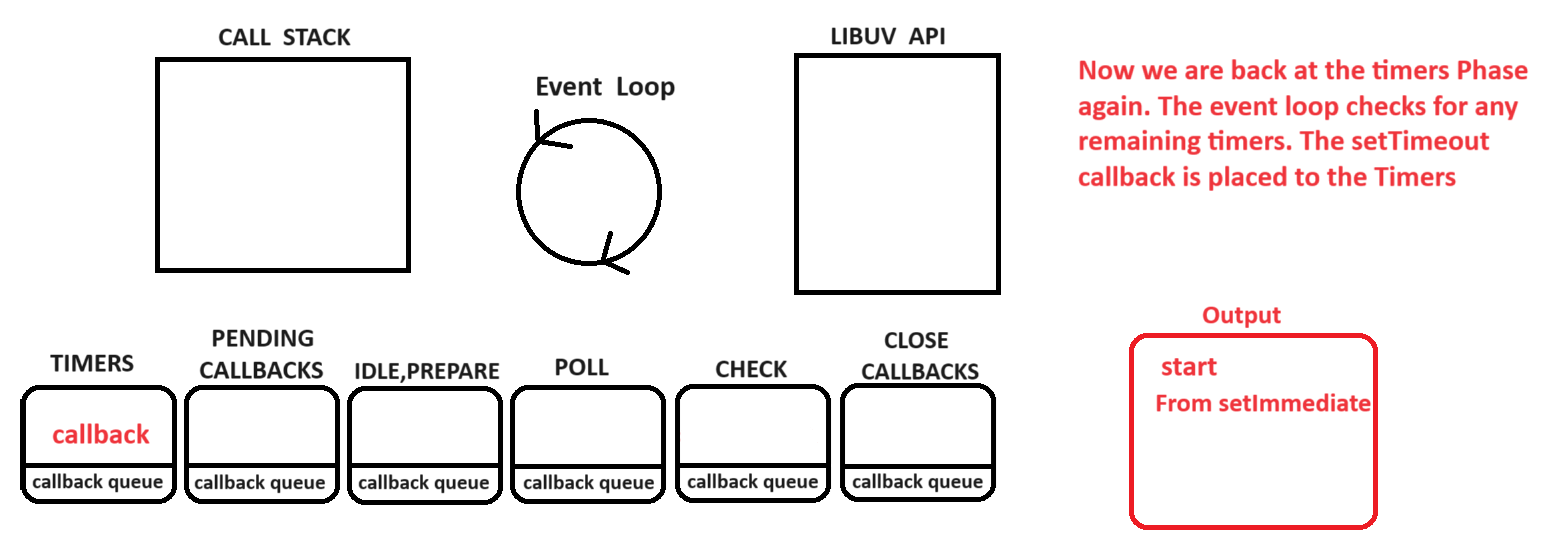 CALL STACK
LIBUV API
Event Loop
Now we are back at the timers Phase
again. The event loop checks for any
remaining timers. The setTimeout
callback is placed to the Timers
TIMERS
PENDING
CALLBACKS
IDLE,PREPARE
POLL
CHECK
CLOSE
CALLBACKS
callback
callback queue
callback queue
callback queue
callback queue
callback queue
callback queue
Output
start
From setImmediate